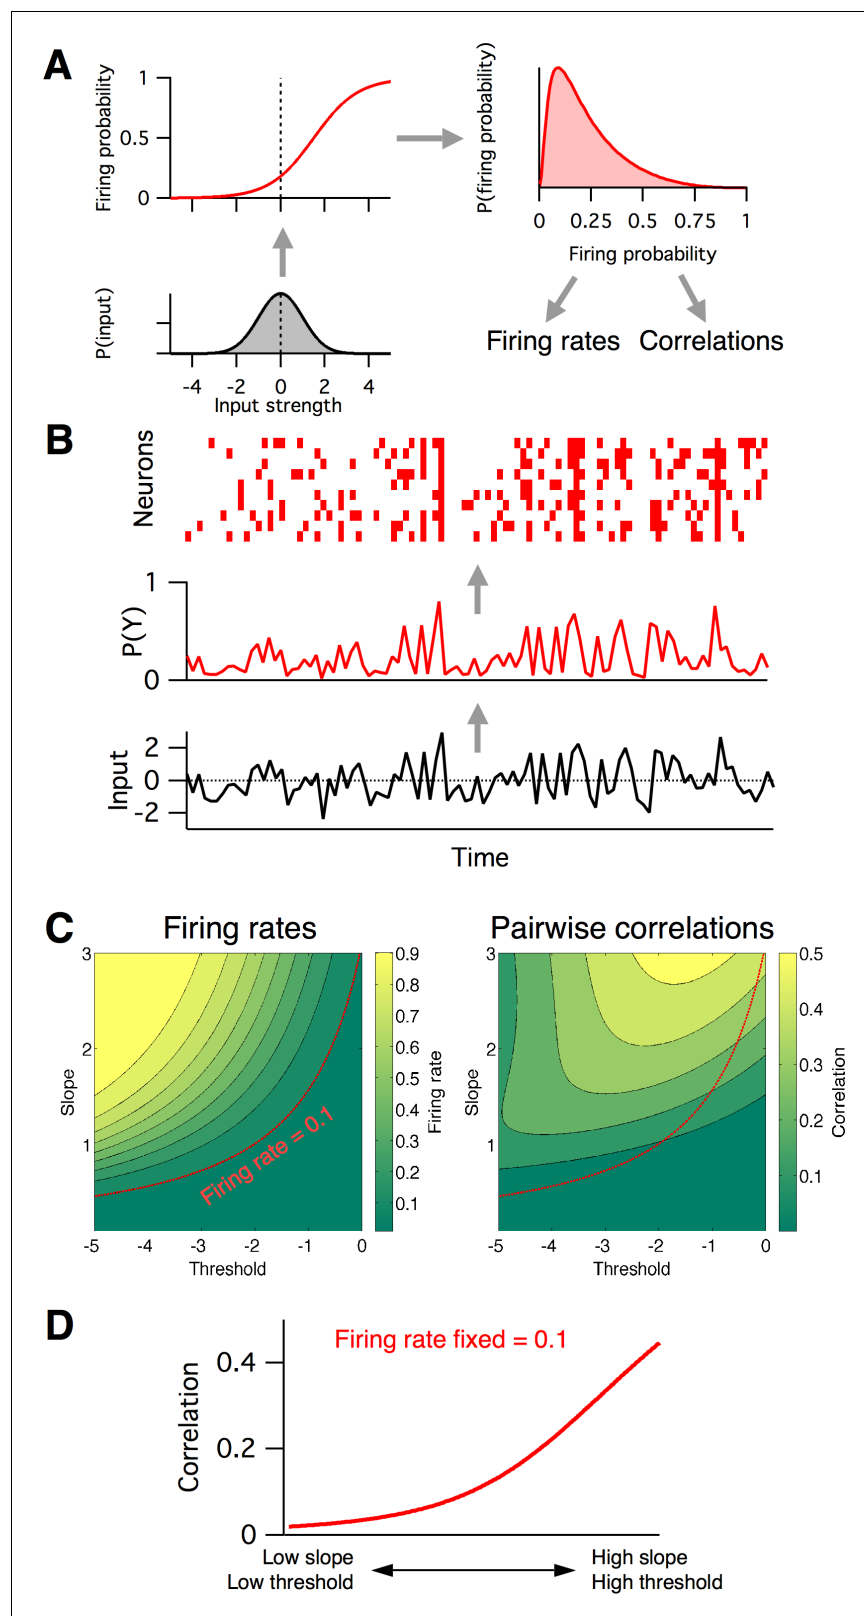 A
Firing probability
1
0.5
0
P(input)
-4 -2 0 2 4
Input strength
P(firing probability)
0 0.25 0.5 0.75 1
Firing probability
Firing rates Correlations
B
Neurons
P(Y)
1
0
Input
2
0
-2
Time
C
Firing rates
Slope
3
2
1
Firing rate = 0.1
-5 -4 -3 -2 -1 0
Threshold
0.9
0.8
0.7
0.6
0.5
0.4
0.3
0.2
0.1
Firing rate
Pairwise correlations
Slope
3
2
1
-5 -4 -3 -2 -1 0
Threshold
0.5
0.4
0.3
0.2
0.1
Correlation
D
Firing rate fixed = 0.1
Correlation
0.4
0.2
0
Low slope
Low threshold
High slope
High threshold